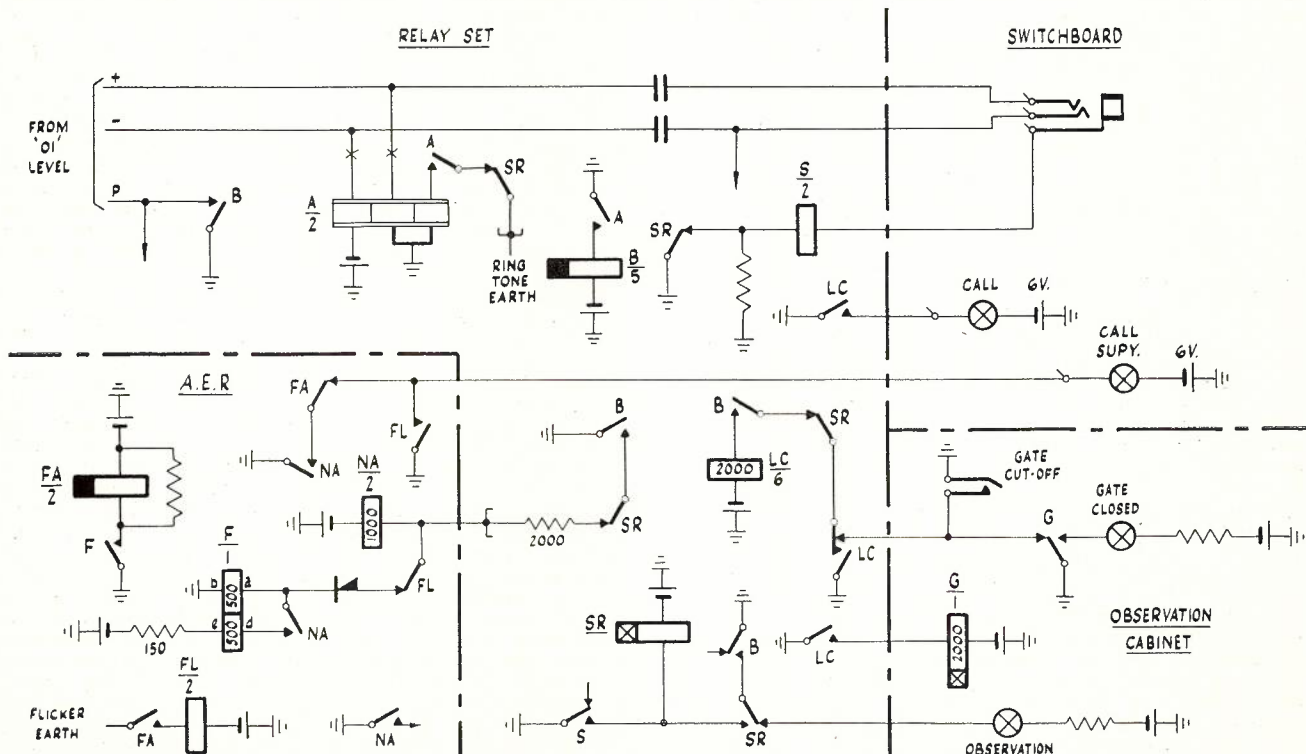 RELAY SET
SWITCHBOARD
+
FROM
'OI'
LEVEL
-
P
B
A
2
A
SR
RING
TONE
EARTH
A
B
5
SR
S
2
LC
CALL
6V.
CALL
SUPY.
6V.
A.E.R
FA
2
F
FA
NA
FL
NA
2
1000
FL
F
1
b
500
a
e
500
d
150
NA
FL
2
FLICKER
EARTH
FA
NA
B
SR
2000
B
2000
LC
6
SR
LC
GATE
CUT-OFF
G
GATE
CLOSED
SR
B
S
SR
LC
G
1
2000
OBSERVATION
CABINET
OBSERVATION